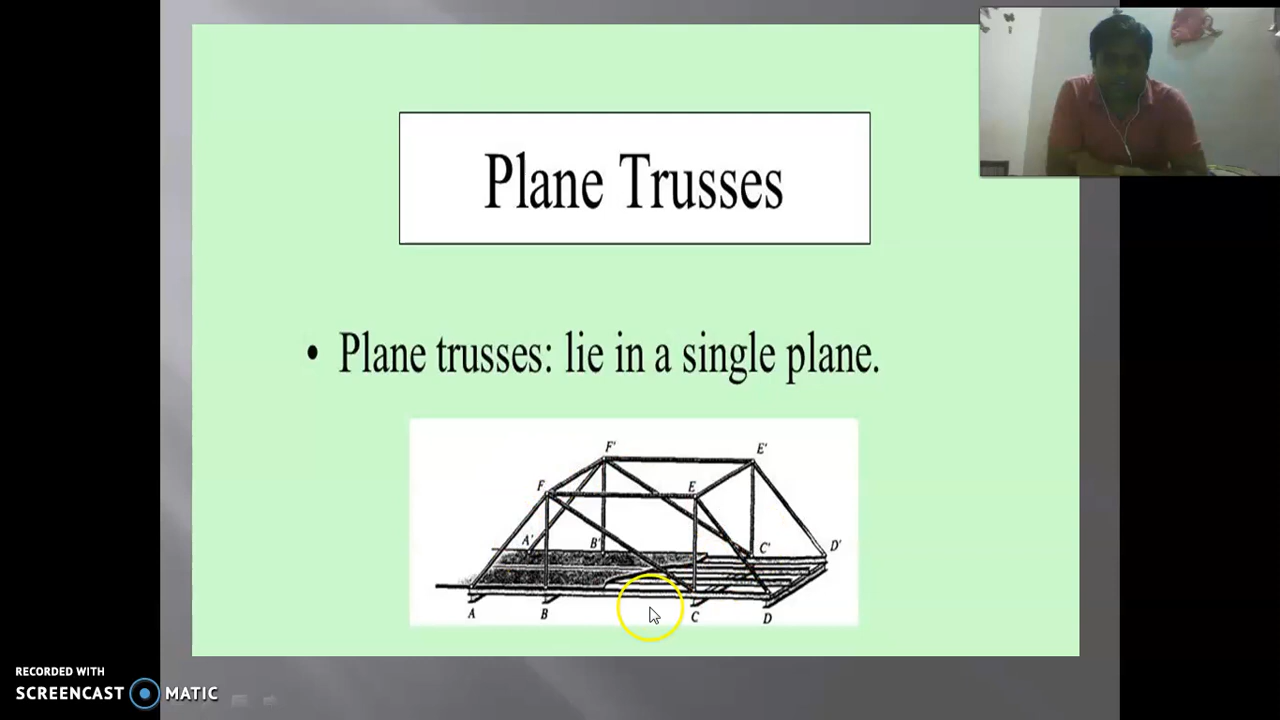 Plane Trusses
• Plane trusses: lie in a single plane.
F' E'
F E
A' B' C' D'
A B C D
RECORDED WITH
SCREENCAST MATIC